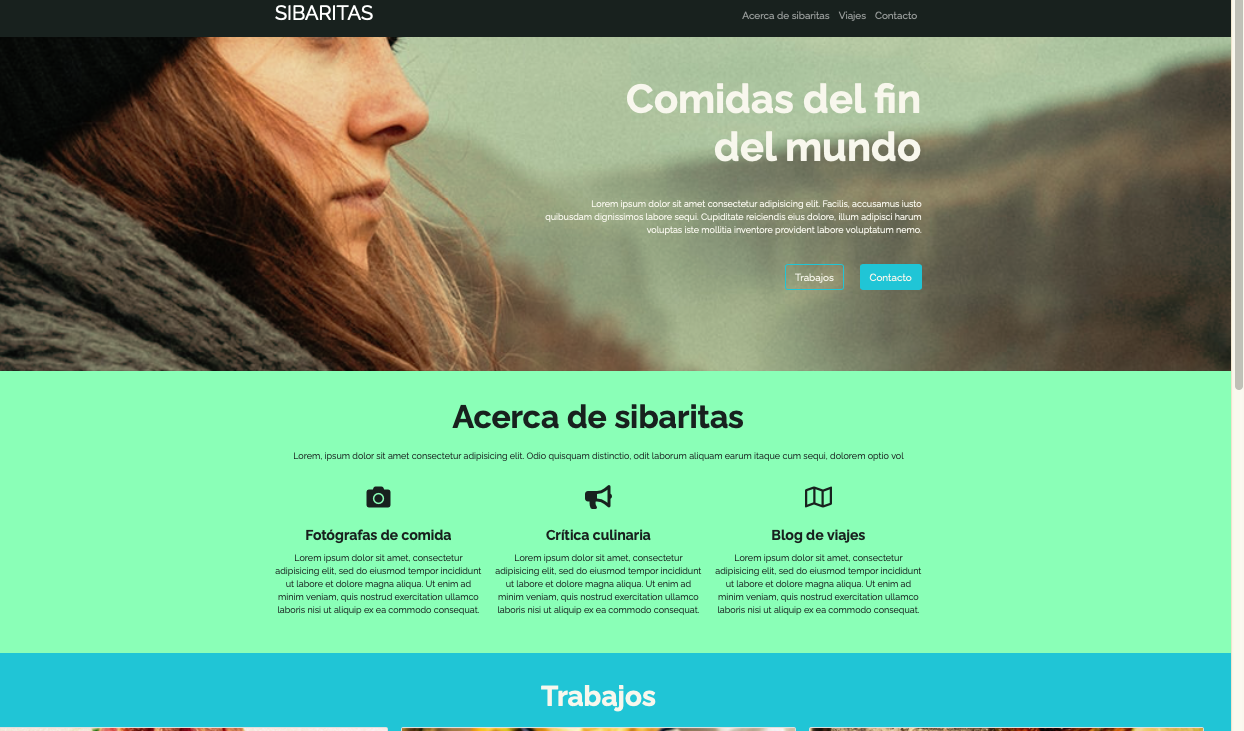 SIBARITAS
Acerca de sibaritas Viajes Contacto
Comidas del fin
del mundo
Lorem ipsum dolor sit amet consectetur adipisicing elit. Facilis, accusamus iusto
quibusdam dignissimos labore sequi. Cupiditate reiciendis eius dolore, illum adipisci harum
voluptas iste mollitia inventore provident labore voluptatum nemo.
Trabajos Contacto
Acerca de sibaritas
Lorem, ipsum dolor sit amet consectetur adipisicing elit. Odio quisquam distinctio, odit laborum aliquam earum itaque cum sequi, dolorem optio vol
Fotógrafas de comida
Lorem ipsum dolor sit amet, consectetur
adipisicing elit, sed do eiusmod tempor incididunt
ut labore et dolore magna aliqua. Ut enim ad
minim veniam, quis nostrud exercitation ullamco
laboris nisi ut aliquip ex ea commodo consequat.
Crítica culinaria
Lorem ipsum dolor sit amet, consectetur
adipisicing elit, sed do eiusmod tempor incididunt
ut labore et dolore magna aliqua. Ut enim ad
minim veniam, quis nostrud exercitation ullamco
laboris nisi ut aliquip ex ea commodo consequat.
Blog de viajes
Lorem ipsum dolor sit amet, consectetur
adipisicing elit, sed do eiusmod tempor incididunt
ut labore et dolore magna aliqua. Ut enim ad
minim veniam, quis nostrud exercitation ullamco
laboris nisi ut aliquip ex ea commodo consequat.
Trabajos